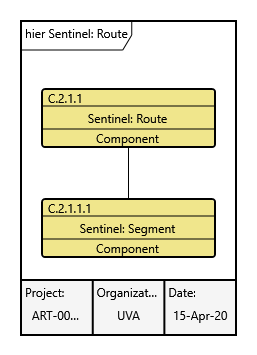 hier Sentinel: Route
C.2.1.1
Sentinel: Route
Component
C.2.1.1.1
Sentinel: Segment
Component
Project: Organizat... Date:
ART-00... UVA 15-Apr-20